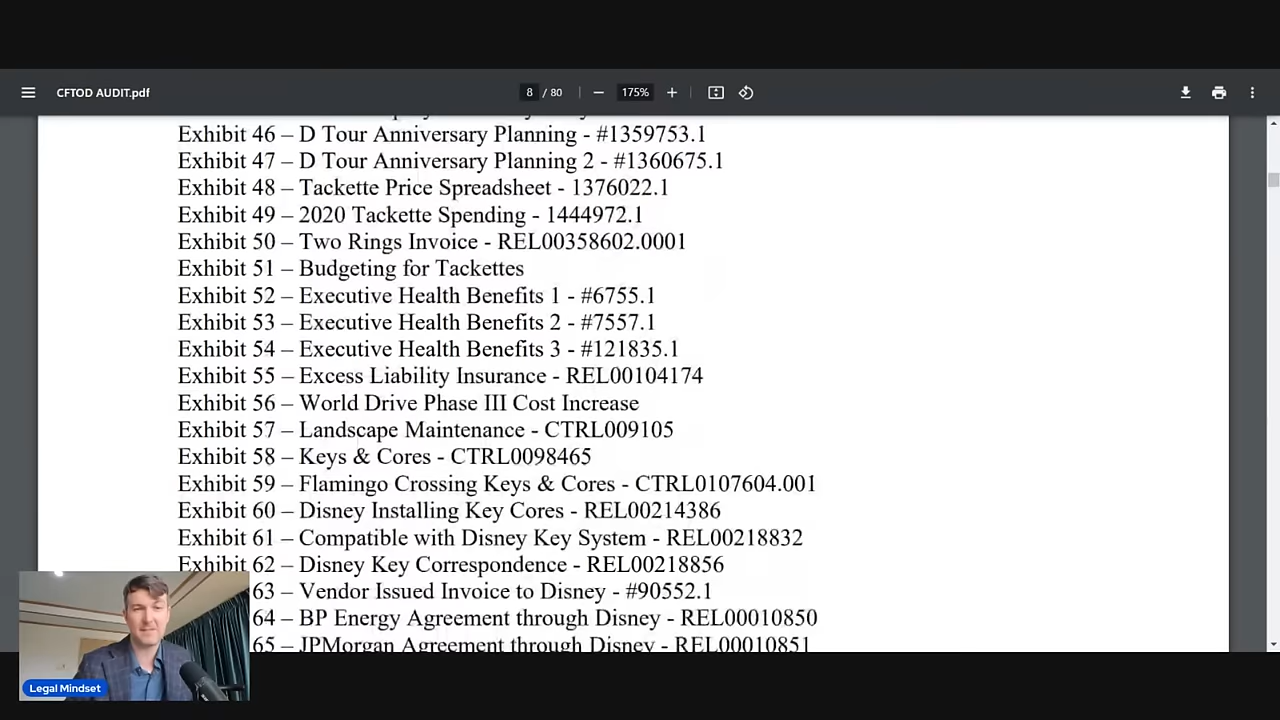 CFTOD AUDIT.pdf
8 / 80
175%
Exhibit 46 – D Tour Anniversary Planning - #1359753.1
Exhibit 47 – D Tour Anniversary Planning 2 - #1360675.1
Exhibit 48 – Tackette Price Spreadsheet - 1376022.1
Exhibit 49 – 2020 Tackette Spending - 1444972.1
Exhibit 50 – Two Rings Invoice - REL00358602.0001
Exhibit 51 – Budgeting for Tackettes
Exhibit 52 – Executive Health Benefits 1 - #6755.1
Exhibit 53 – Executive Health Benefits 2 - #7557.1
Exhibit 54 – Executive Health Benefits 3 - #121835.1
Exhibit 55 – Excess Liability Insurance - REL00104174
Exhibit 56 – World Drive Phase III Cost Increase
Exhibit 57 – Landscape Maintenance - CTRL009105
Exhibit 58 – Keys & Cores - CTRL0098465
Exhibit 59 – Flamingo Crossing Keys & Cores - CTRL0107604.001
Exhibit 60 – Disney Installing Key Cores - REL00214386
Exhibit 61 – Compatible with Disney Key System - REL00218832
Exhibit 62 – Disney Key Correspondence - REL00218856
63 – Vendor Issued Invoice to Disney - #90552.1
64 – BP Energy Agreement through Disney - REL00010850
65 – JPMorgan Agreement through Disney - REL00010851
Legal Mindset